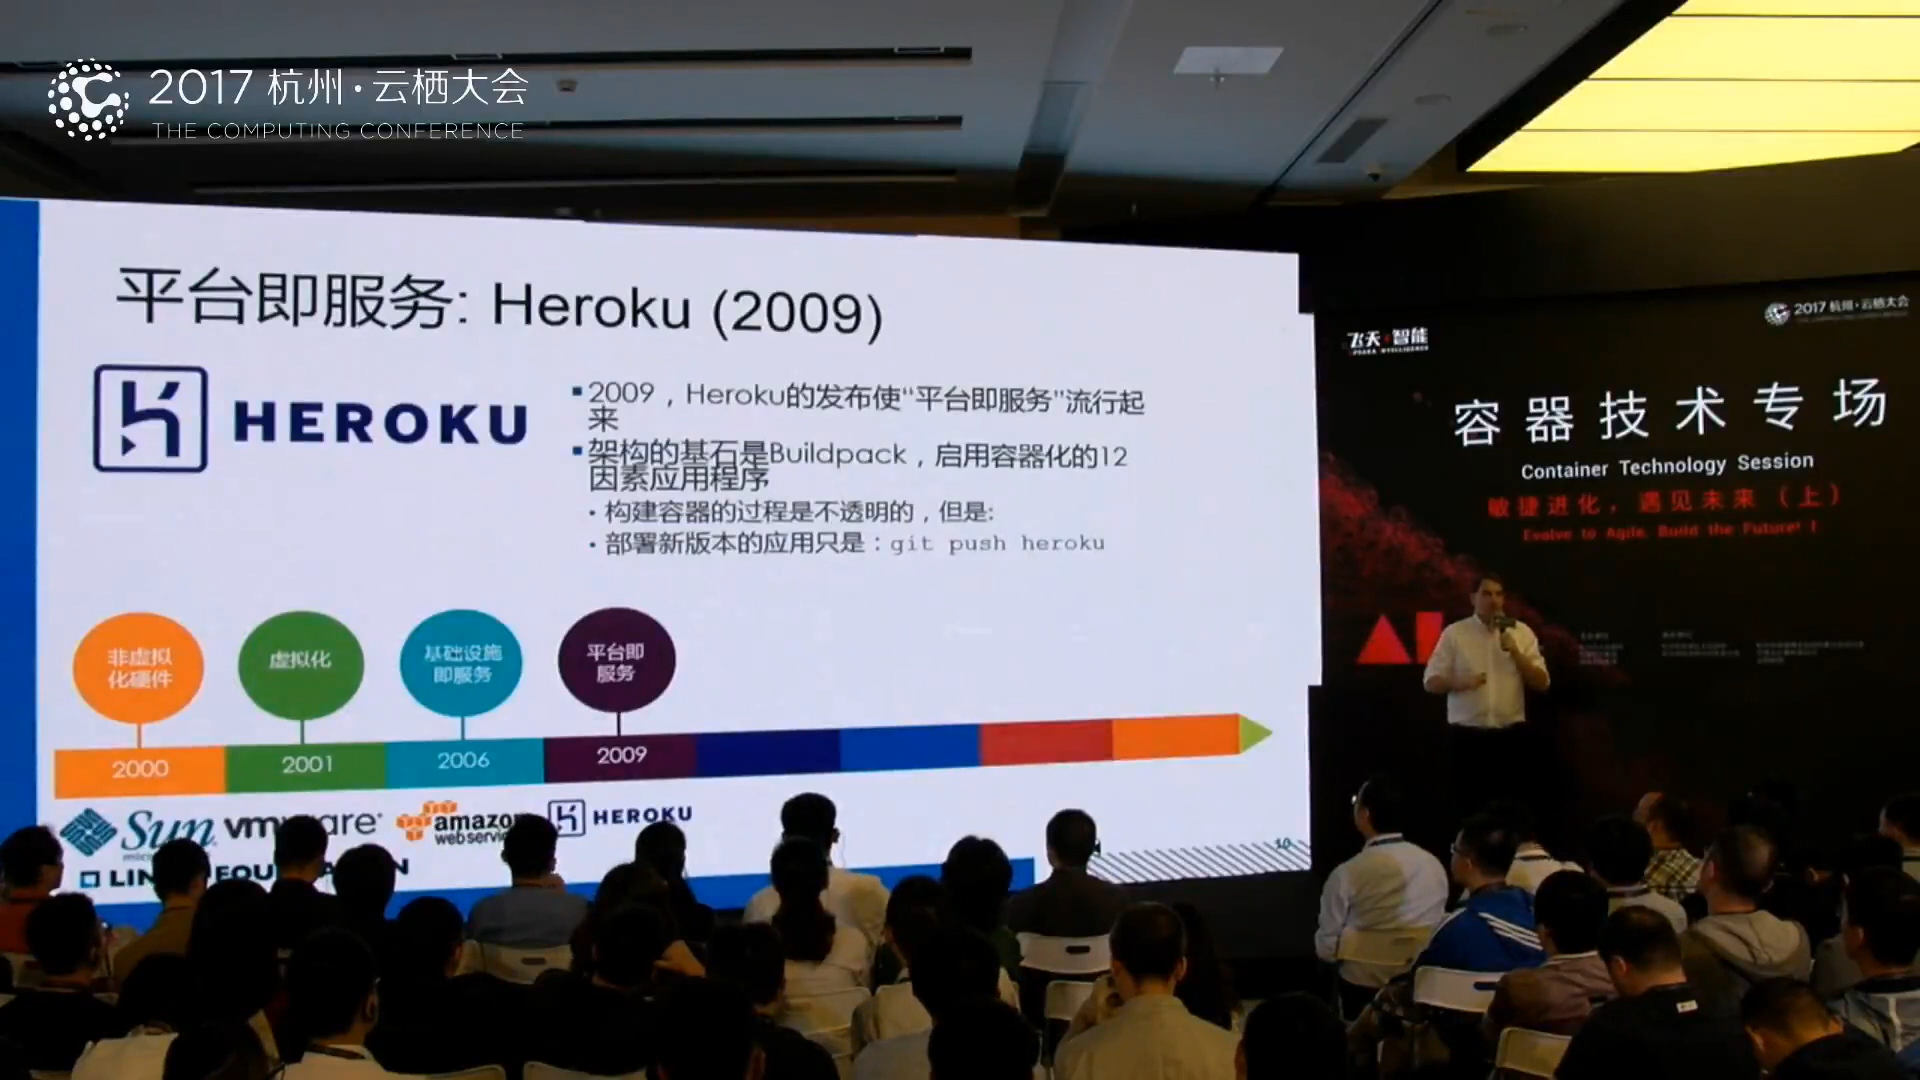 2017 杭州·云栖大会
THE COMPUTING CONFERENCE
平台即服务: Heroku (2009)
HEROKU
2009，Heroku的发布使“平台即服务”流行起
来
架构的基石是Buildpack，启用容器化的12
因素应用程序
构建容器的过程是不透明的，但是:
部署新版本的应用只是：git push heroku
非虚拟
化硬件
虚拟化
基础设施
即服务
平台即
服务
2000
2001
2006
2009
Sun
HEROKU
10
2017 杭州·云栖大会
飞天·智能
容器技术专场
Container Technology Session
敏捷进化，遇见未来（上）
Evolve to Agile. Build the Future! I